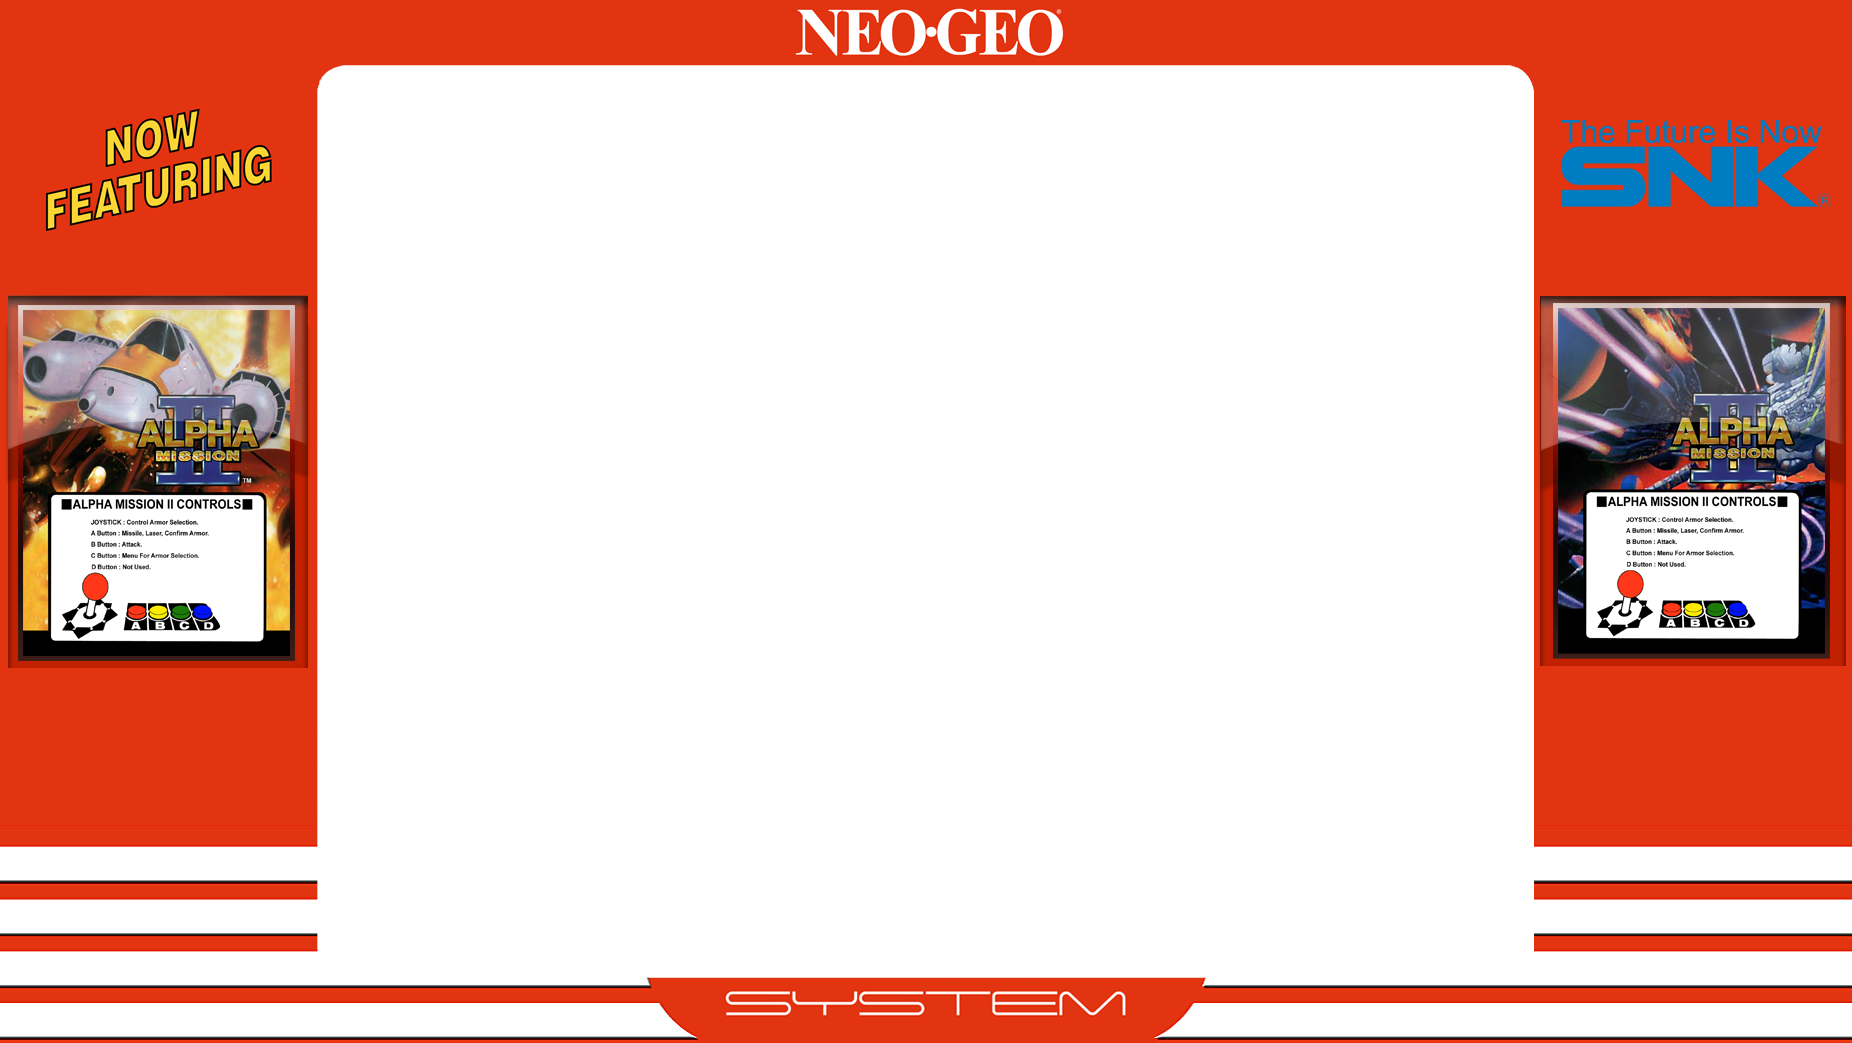 NEO•GEO®
NOW
FEATURING
The Future Is Now
SNK®
II
ALPHA
MISSION
TM
■ALPHA MISSION II CONTROLS■
JOYSTICK : Control Armor Selection.
A Button : Missile, Laser, Confirm Armor.
B Button : Attack.
C Button : Menu For Armor Selection.
D Button : Not Used.
A B C D
II
ALPHA
MISSION
TM
■ALPHA MISSION II CONTROLS■
JOYSTICK : Control Armor Selection.
A Button : Missile, Laser, Confirm Armor.
B Button : Attack.
C Button : Menu For Armor Selection.
D Button : Not Used.
A B C D
SYSTEM